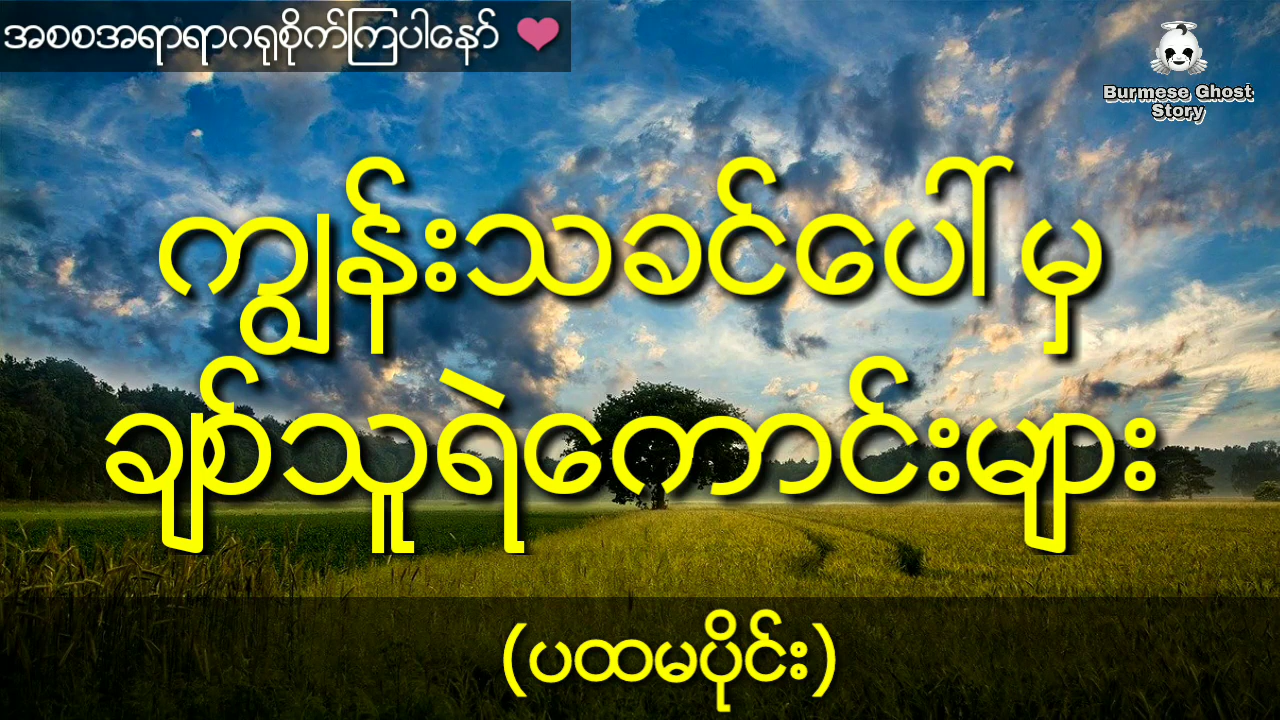 အစစအရာရာဂရုစိုက်ကြပါနော် ❤
Burmese Ghost
Story
ကျွန်းသခင်ပေါ်မှ
ချစ်သူရဲကောင်းများ
(ပထမပိုင်း)